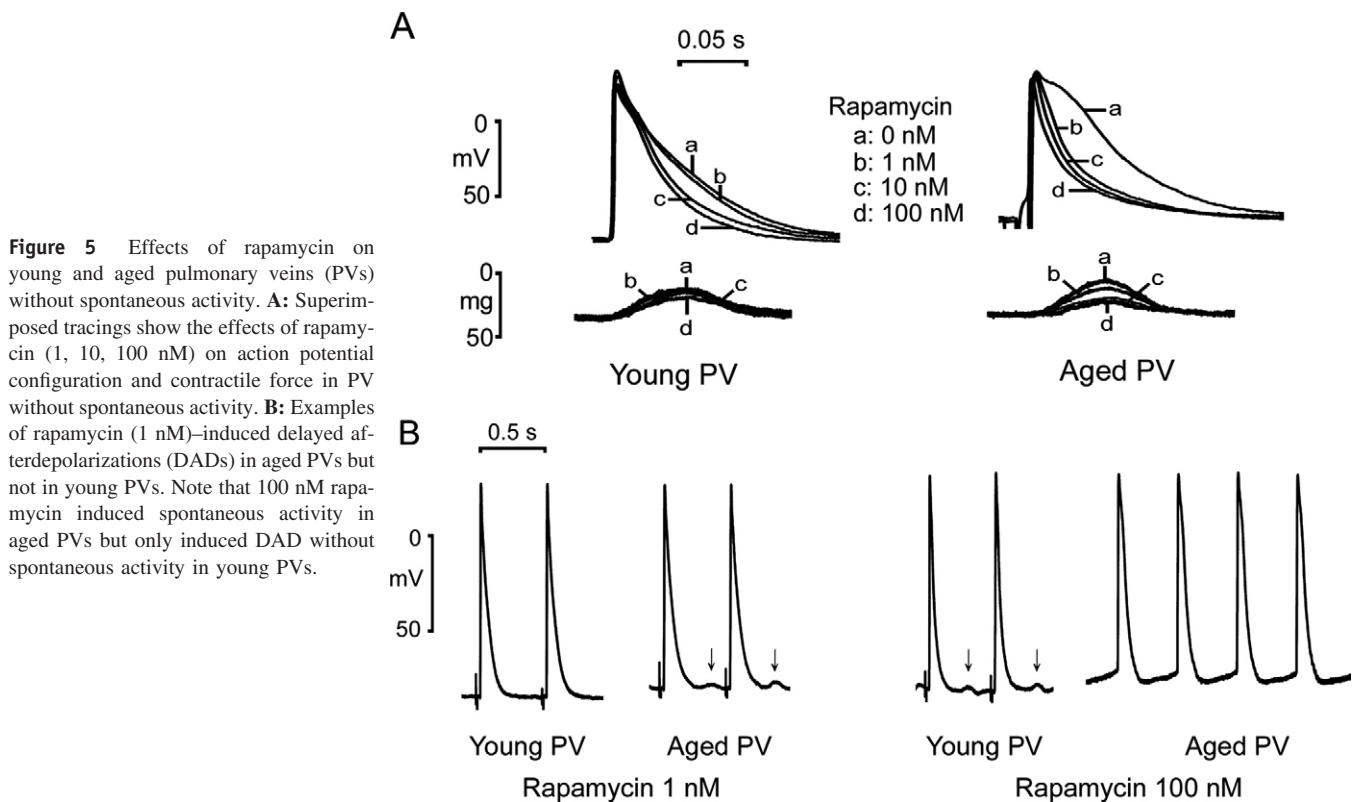 Figure 5 Effects of rapamycin on
young and aged pulmonary veins (PVs)
without spontaneous activity. A: Superim-
posed tracings show the effects of rapamy-
cin (1, 10, 100 nM) on action potential
configuration and contractile force in PV
without spontaneous activity. B: Examples
of rapamycin (1 nM)–induced delayed af-
terdepolarizations (DADs) in aged PVs but
not in young PVs. Note that 100 nM rapa-
mycin induced spontaneous activity in
aged PVs but only induced DAD without
spontaneous activity in young PVs.
A
0.05 s
0
mV
50
a
b
c
d
Rapamycin
a: 0 nM
b: 1 nM
c: 10 nM
d: 100 nM
a
b
c
d
0
mg
50
b
a
c
d
b
a
c
d
Young PV
Aged PV
B
0.5 s
0
mV
50
Young PV
Aged PV
Young PV
Aged PV
Rapamycin 1 nM
Rapamycin 100 nM